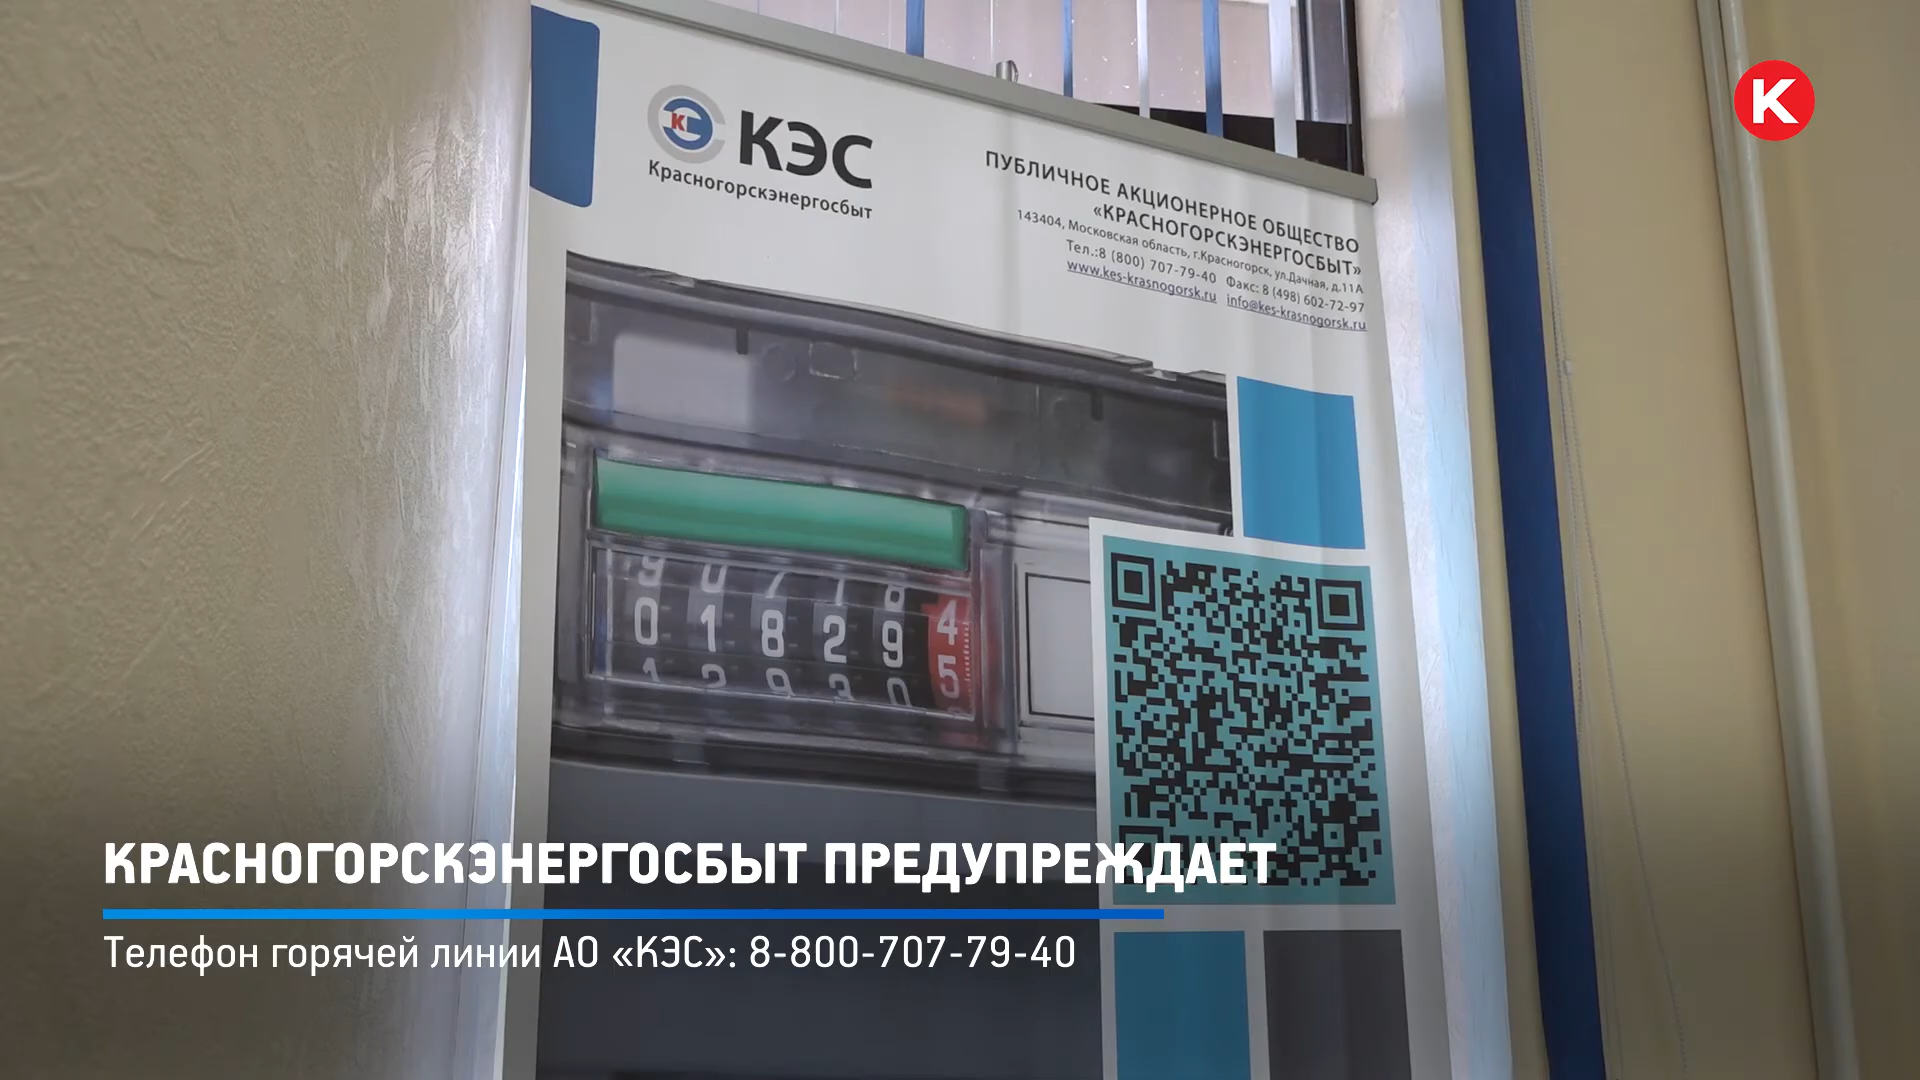 К
КЭС
Красногорскэнергосбыт
ПУБЛИЧНОЕ АКЦИОНЕРНОЕ ОБЩЕСТВО
«КРАСНОГОРСКЭНЕРГОСБЫТ»
143404, Московская область, г.Красногорск, ул.Дачная, д.11А
Тел.:8 (800) 707-79-40 Факс: 8 (498) 602-72-97
www.kes-krasnogorsk.ru info@kes-krasnogorsk.ru
0 1 8 2 9 4
5
КРАСНОГОРСКЭНЕРГОСБЫТ ПРЕДУПРЕЖДАЕТ
Телефон горячей линии АО «КЭС»: 8-800-707-79-40